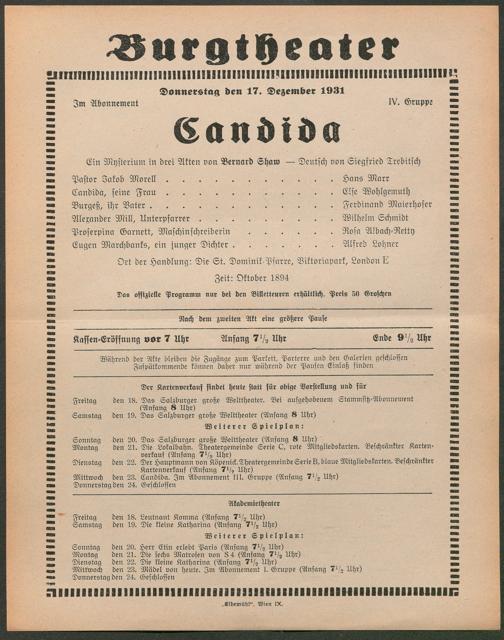 Burgtheater
Donnerstag den 17. Dezember 1931
Im Abonnement IV. Gruppe
Candida
Ein Mysterium in drei Akten von Bernard Shaw — Deutsch von Siegfried Trebitsch
Pastor Jakob Morell . . . . . . . . . . . Hans Marr
Candida, seine Frau . . . . . . . . . . . Else Wohlgemuth
Burgeß, ihr Vater . . . . . . . . . . . . Ferdinand Maierhofer
Alexander Mill, Unterpfarrer . . . . . . . . . Wilhelm Schmidt
Proserpina Garnett, Maschinschreiberin . . . . . . . Rosa Albach-Retty
Eugen Marchbanks, ein junger Dichter . . . . . . . Alfred Lohner
Ort der Handlung: Die St. Dominik-Pfarre, Viktoriapark, London E
Zeit: Oktober 1894
Das offizielle Programm nur bei den Billetteuren erhältlich. Preis 50 Groschen
Nach dem zweiten Akt eine größere Pause
Kassen-Eröffnung vor 7 Uhr Anfang 7½ Uhr Ende 9½ Uhr
Während der Akte bleiben die Zugänge zum Parkett, Parterre und den Galerien geschlossen
Zuspätkommende können daher nur während der Pausen Einlaß finden
Der Kartenverkauf findet heute statt für obige Vorstellung und für
Freitag den 18. Das Salzburger große Welttheater. Bei aufgehobenem Stammsitz-Abonnement
(Anfang 8 Uhr)
Samstag den 19. Das Salzburger große Welttheater (Anfang 8 Uhr)
Weiterer Spielplan:
Sonntag den 20. Das Salzburger große Welttheater (Anfang 8 Uhr)
Montag den 21. Die Lokalbahn. Theatergemeinde Serie C, rote Mitgliedskarten. Beschränkter Karten-
verkauf (Anfang 7½ Uhr)
Dienstag den 22. Der Hauptmann von Köpenick. Theatergemeinde Serie B, blaue Mitgliedskarten. Beschränkter
Kartenverkauf (Anfang 7½ Uhr)
Mittwoch den 23. Candida. Im Abonnement III. Gruppe (Anfang 7½ Uhr)
Donnerstag den 24. Geschlossen
Akademietheater
Freitag den 18. Leutnant Komma (Anfang 7½ Uhr)
Samstag den 19. Die kleine Katharina (Anfang 7½ Uhr)
Weiterer Spielplan:
Sonntag den 20. Herr Etin erlebt Paris (Anfang 7½ Uhr)
Montag den 21. Die sechs Matrosen von S 4 (Anfang 7½ Uhr)
Dienstag den 22. Die kleine Katharina (Anfang 7½ Uhr)
Mittwoch den 23. Mädel von heute. Im Abonnement I. Gruppe (Anfang 7½ Uhr)
Donnerstag den 24. Geschlossen
„Elbemühl", Wien IX.